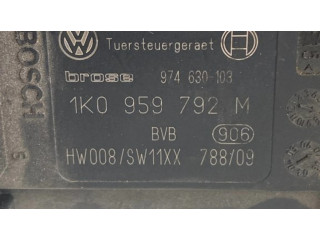 BOSCH
Tuersteuergeraet
brose 974 630-103
1K0 959 792 M
BVB 906
HW008/SW11XX 788/09